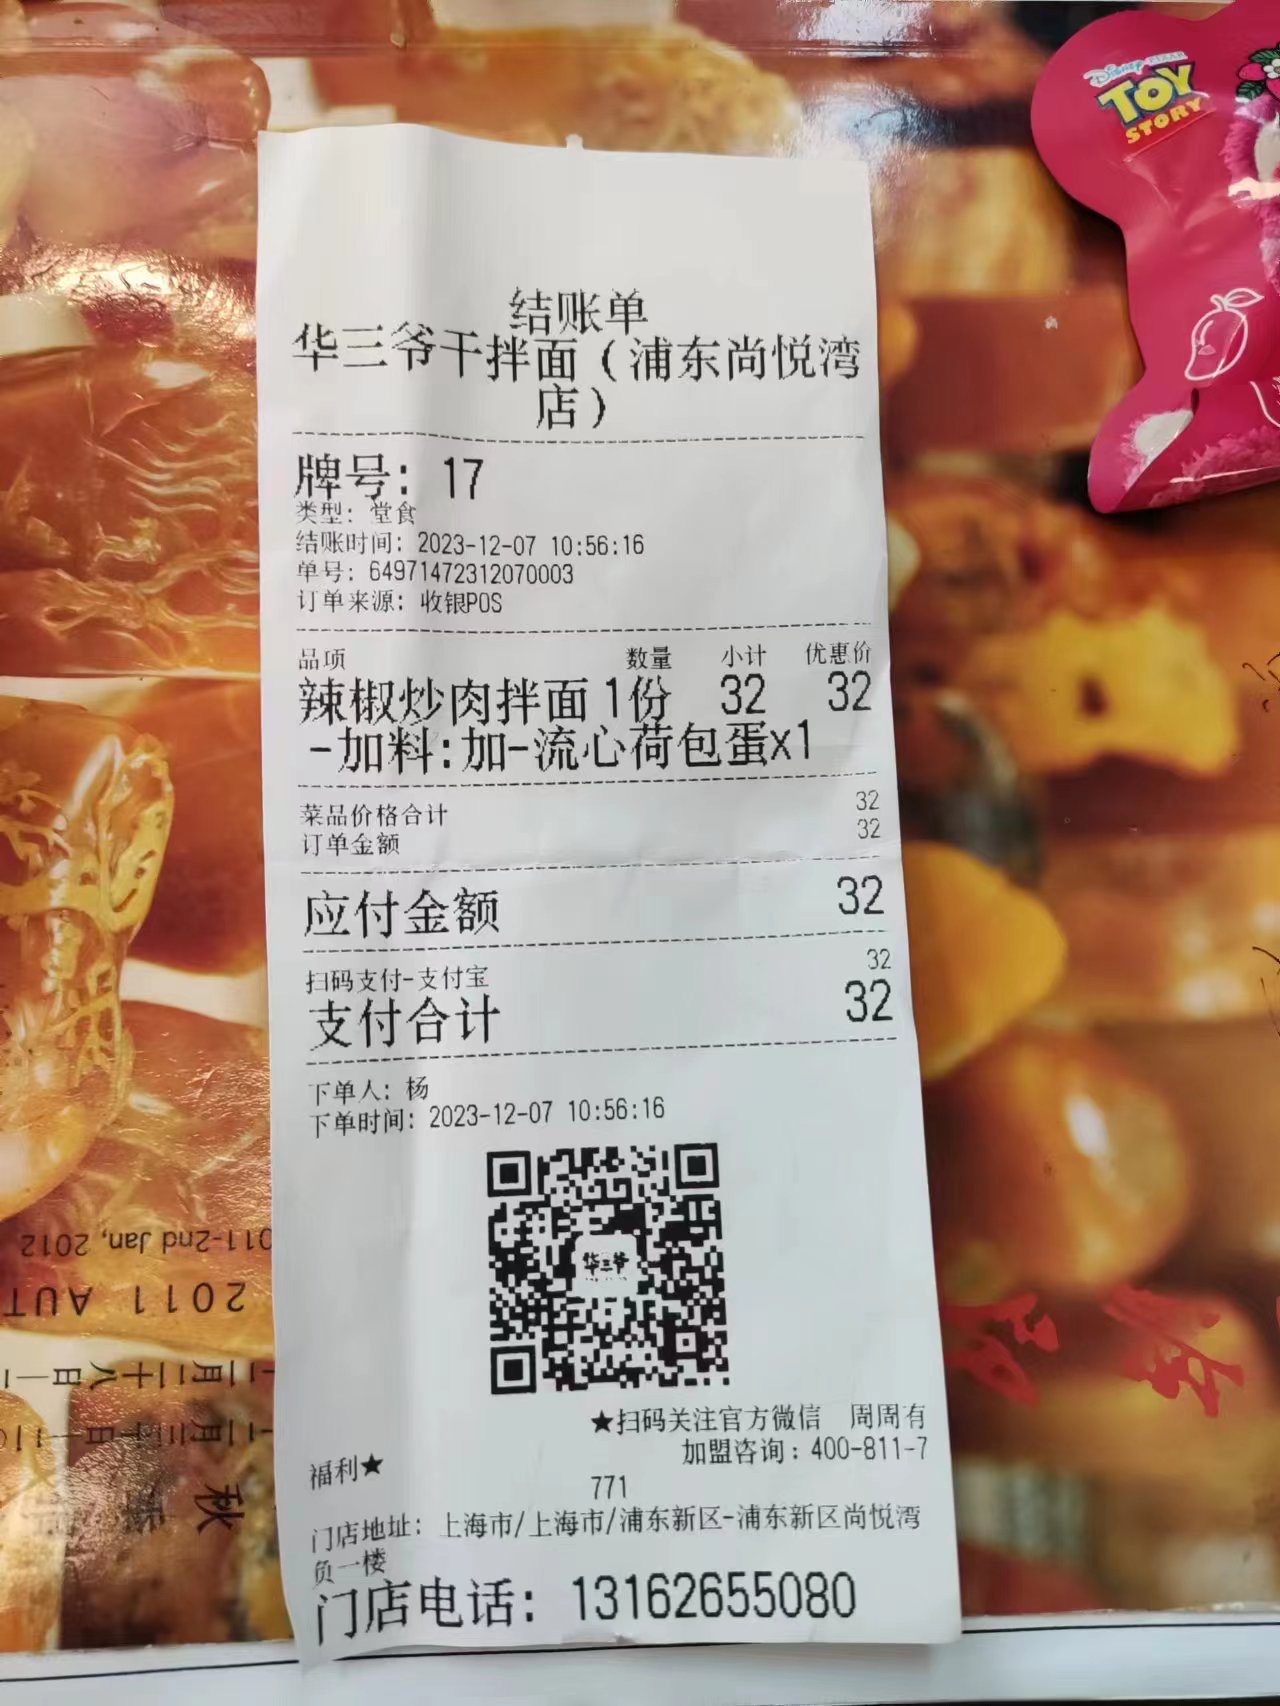 Disney·PIXAR
TOY
STORY
结账单
华三爷干拌面（浦东尚悦湾
店）
牌号: 17
类型: 堂食
结账时间: 2023-12-07 10:56:16
单号: 64971472312070003
订单来源: 收银POS
品项 数量 小计 优惠价
辣椒炒肉拌面 1份 32 32
-加料:加-流心荷包蛋x1
菜品价格合计 32
订单金额 32
应付金额 32
扫码支付-支付宝 32
支付合计 32
下单人: 杨
下单时间: 2023-12-07 10:56:16
华三爷
★扫码关注官方微信 周周有
福利★ 加盟咨询: 400-811-7
771
门店地址: 上海市/上海市/浦东新区-浦东新区尚悦湾
负一楼
门店电话: 13162655080
011-2nd Jan, 2012
2011 AUT
秋季